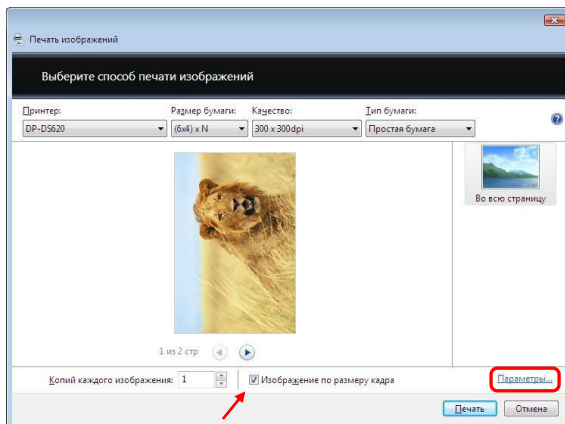 Печать изображений
Выберите способ печати изображений
Принтер: Размер бумаги: Качество: Тип бумаги:
DP-DS620 (6x4) x N 300 x 300dpi Простая бумага
Во всю страницу
1 из 2 стр
Копий каждого изображения: 1 Изображение по размеру кадра Параметры...
Печать Отмена